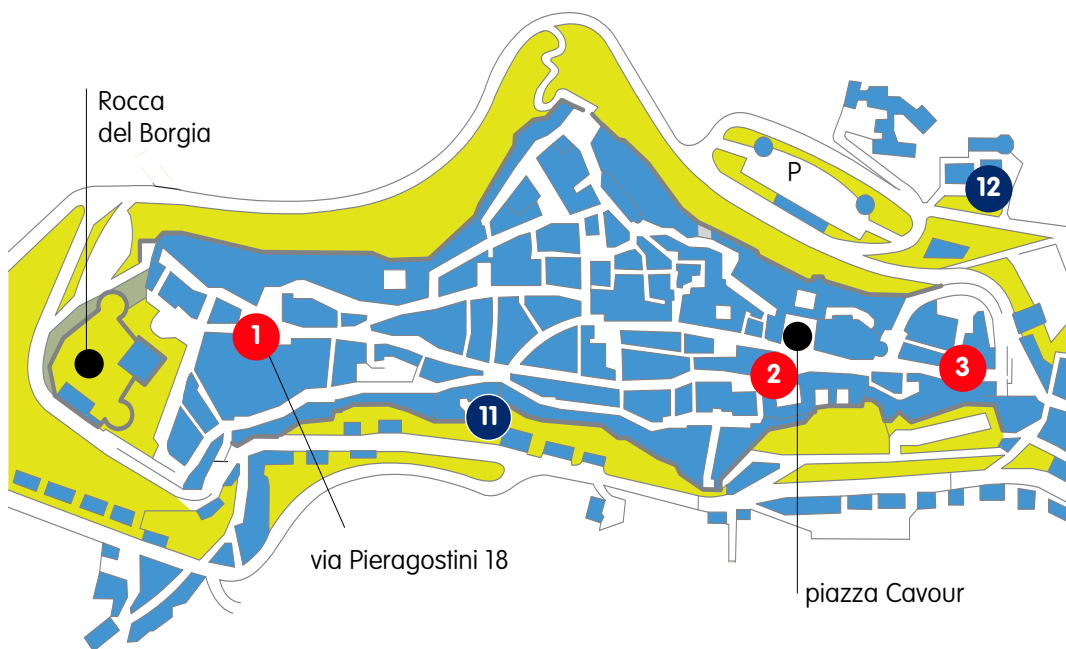 Rocca
del Borgia
P
12
1
2
3
11
via Pieragostini 18
piazza Cavour